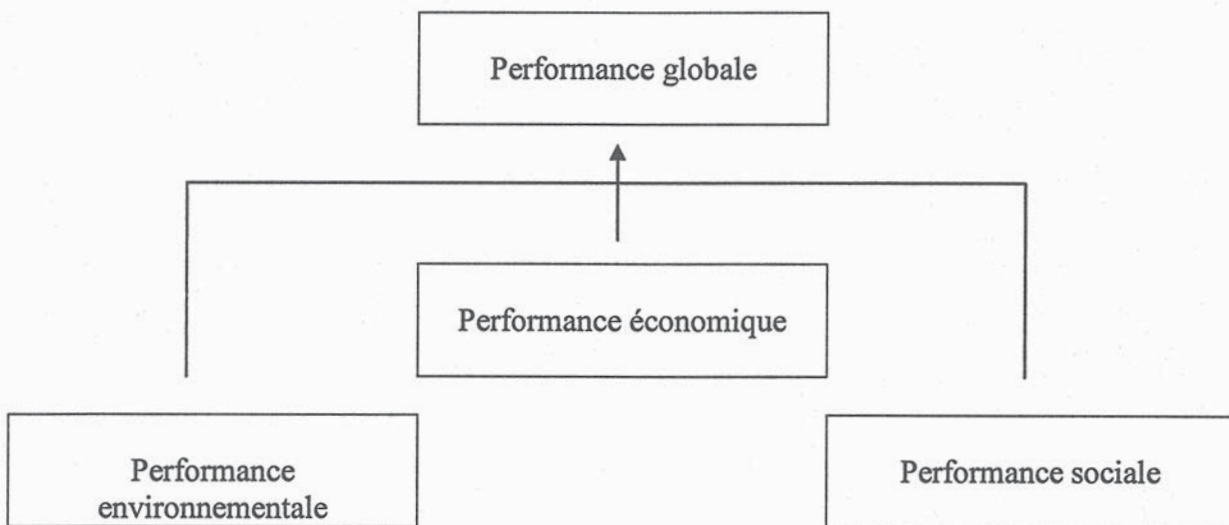 Performance globale
Performance économique
Performance
environnementale
Performance sociale